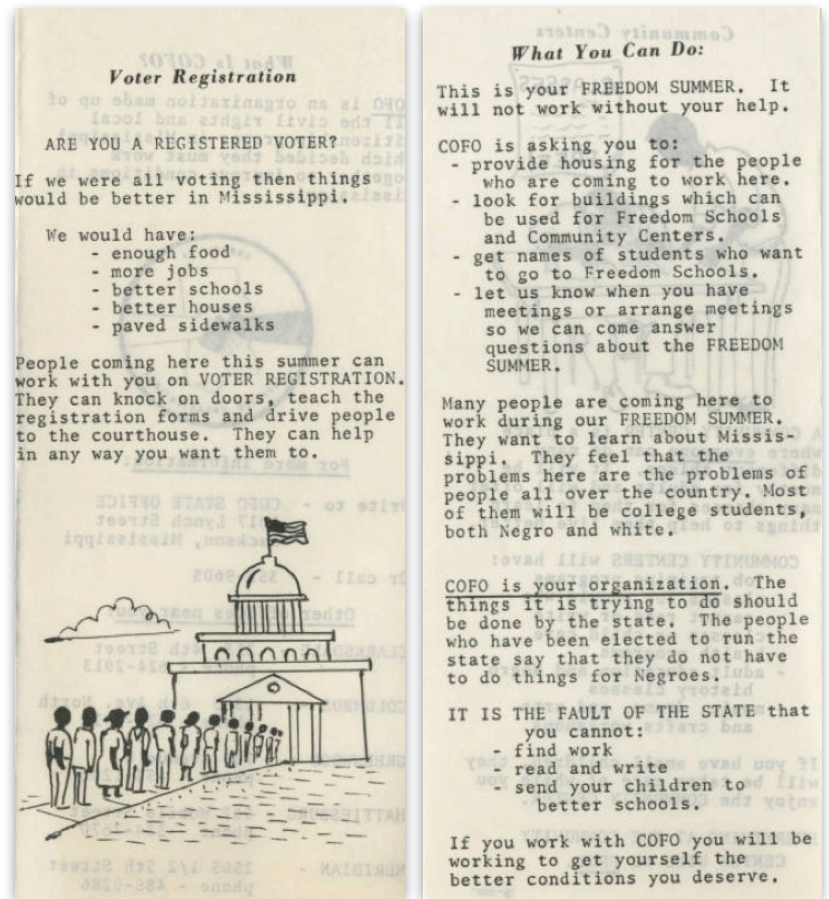 Voter Registration
ARE YOU A REGISTERED VOTER?
If we were all voting then things
would be better in Mississippi.
We would have:
- enough food
- more jobs
- better schools
- better houses
- paved sidewalks
People coming here this summer can
work with you on VOTER REGISTRATION.
They can knock on doors, teach the
registration forms and drive people
to the courthouse. They can help
in any way you want them to.
What You Can Do:
This is your FREEDOM SUMMER. It
will not work without your help.
COFO is asking you to:
- provide housing for the people
who are coming to work here.
- look for buildings which can
be used for Freedom Schools
and Community Centers.
- get names of students who want
to go to Freedom Schools.
- let us know when you have
meetings or arrange meetings
so we can come answer
questions about the FREEDOM
SUMMER.
Many people are coming here to
work during our FREEDOM SUMMER.
They want to learn about Missis-
sippi. They feel that the
problems here are the problems of
people all over the country. Most
of them will be college students,
both Negro and white.
COFO is your organization. The
things it is trying to do should
be done by the state. The people
who have been elected to run the
state say that they do not have
to do things for Negroes.
IT IS THE FAULT OF THE STATE that
you cannot:
- find work
- read and write
- send your children to
better schools.
If you work with COFO you will be
working to get yourself the
better conditions you deserve.